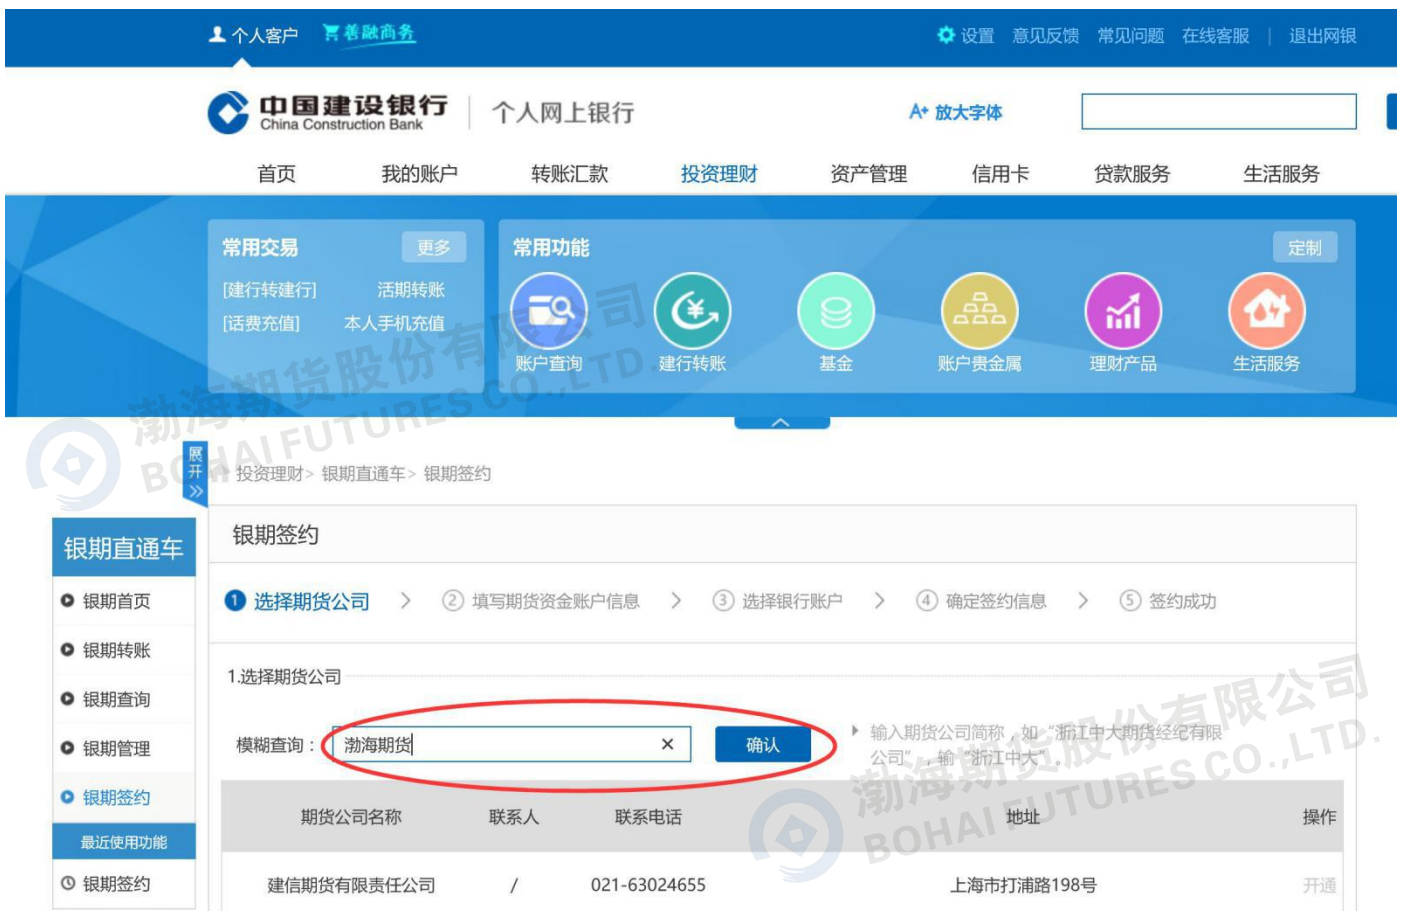 个人客户 善融商务 设置 意见反馈 常见问题 在线客服 | 退出网银
中国建设银行 个人网上银行 A+ 放大字体
China Construction Bank
首页 我的账户 转账汇款 投资理财 资产管理 信用卡 贷款服务 生活服务
常用交易 更多 常用功能 定制
[建行转建行] 活期转账
[话费充值] 本人手机充值
账户查询 建行转账 基金 账户贵金属 理财产品 生活服务
渤海期货股份有限公司
BOHAI FUTURES CO.,LTD.
展开 »
投资理财> 银期直通车> 银期签约
银期直通车 银期签约
银期首页 1 选择期货公司 > 2 填写期货资金账户信息 > 3 选择银行账户 > 4 确定签约信息 > 5 签约成功
银期转账
1.选择期货公司
银期查询
银期管理 模糊查询： 渤海期货 × 确认 输入期货公司简称，如“浙江中大期货经纪有限
公司”，输“浙江中大”。
渤海期货股份有限公司
BOHAI FUTURES CO.,LTD.
银期签约 期货公司名称 联系人 联系电话 地址 操作
最近使用功能
银期签约 建信期货有限责任公司 / 021-63024655 上海市打浦路198号 开通